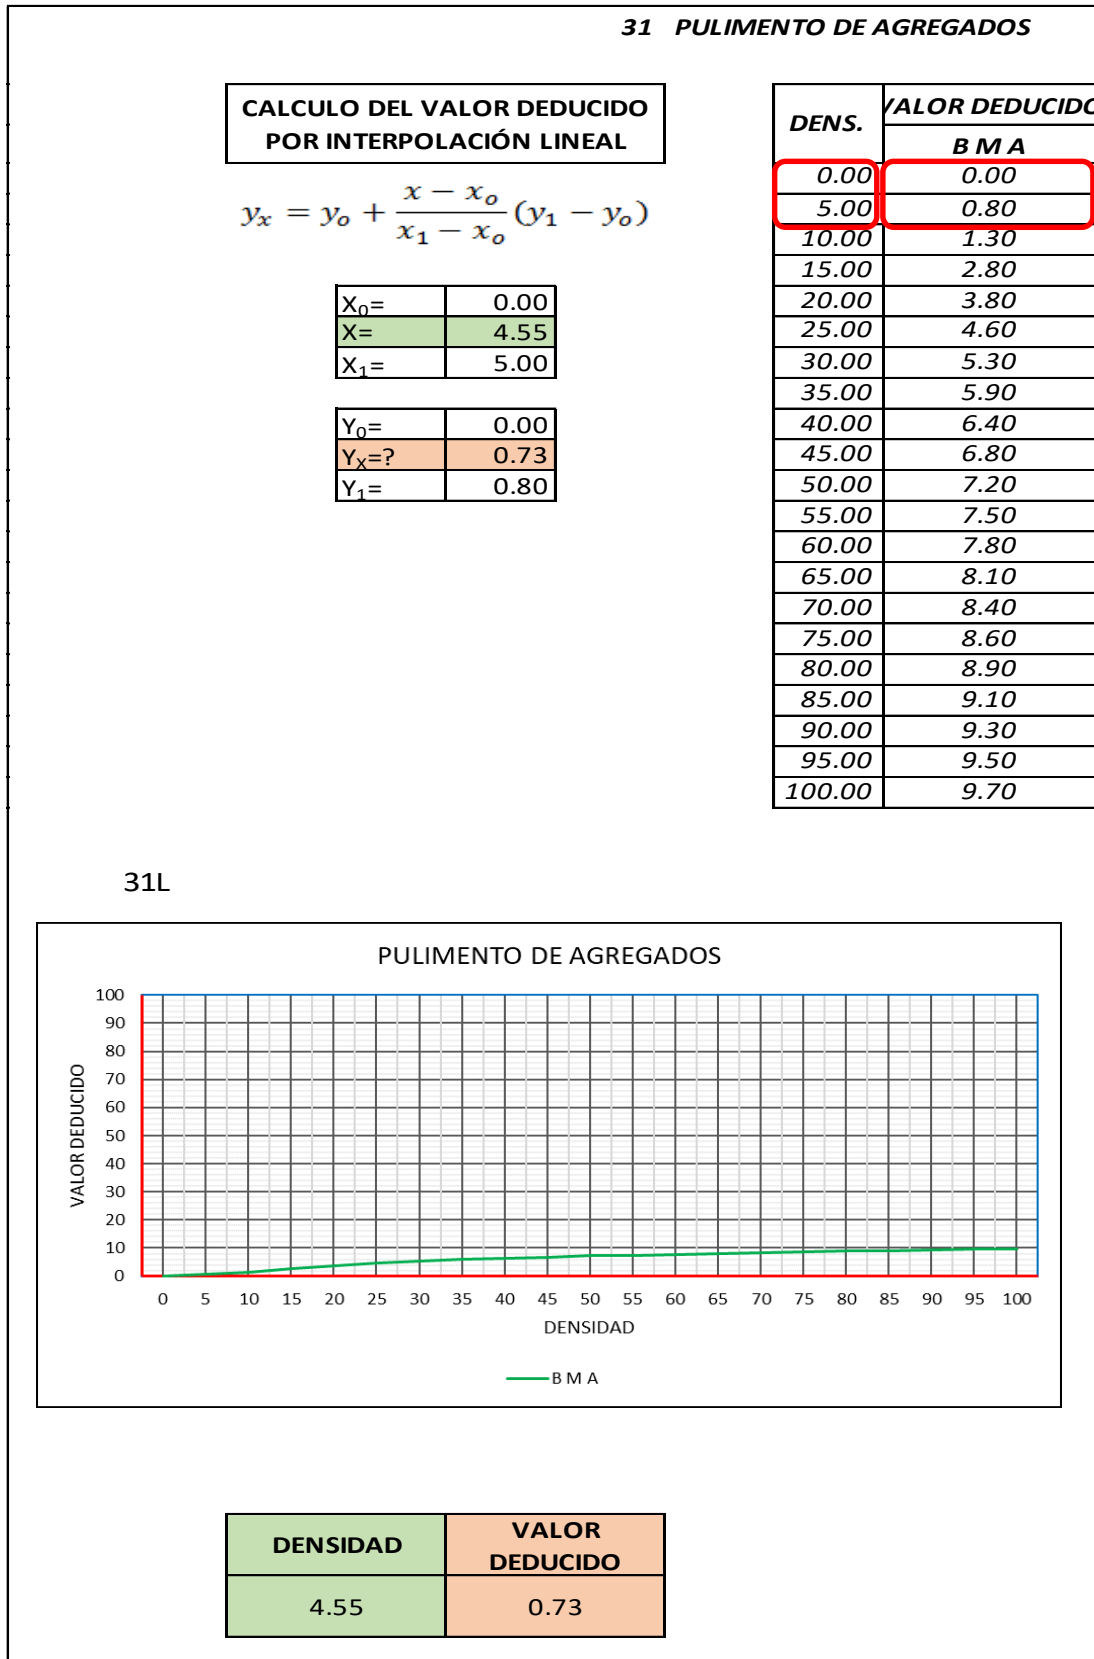 31 PULIMENTO DE AGREGADOS
CALCULO DEL VALOR DEDUCIDO
POR INTERPOLACIÓN LINEAL
yₓ = yₒ + (x − xₒ)/(x₁ − xₒ) (y₁ − yₒ)
X₀= 0.00
X= 4.55
X₁= 5.00
Y₀= 0.00
Yₓ=? 0.73
Y₁= 0.80
DENS. VALOR DEDUCIDO
B M A
0.00 0.00
5.00 0.80
10.00 1.30
15.00 2.80
20.00 3.80
25.00 4.60
30.00 5.30
35.00 5.90
40.00 6.40
45.00 6.80
50.00 7.20
55.00 7.50
60.00 7.80
65.00 8.10
70.00 8.40
75.00 8.60
80.00 8.90
85.00 9.10
90.00 9.30
95.00 9.50
100.00 9.70
31L
PULIMENTO DE AGREGADOS
VALOR DEDUCIDO
100
90
80
70
60
50
40
30
20
10
0
0 5 10 15 20 25 30 35 40 45 50 55 60 65 70 75 80 85 90 95 100
DENSIDAD
B M A
DENSIDAD VALOR
DEDUCIDO
4.55 0.73